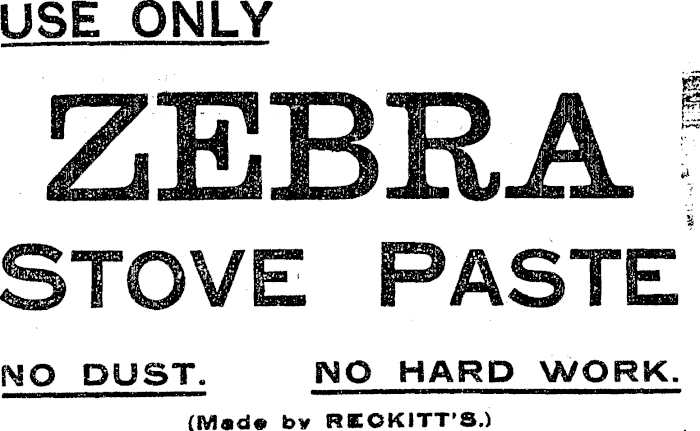 USE ONLY
ZEBRA
STOVE PASTE
NO DUST. NO HARD WORK.
(Made by RECKITT'S.)